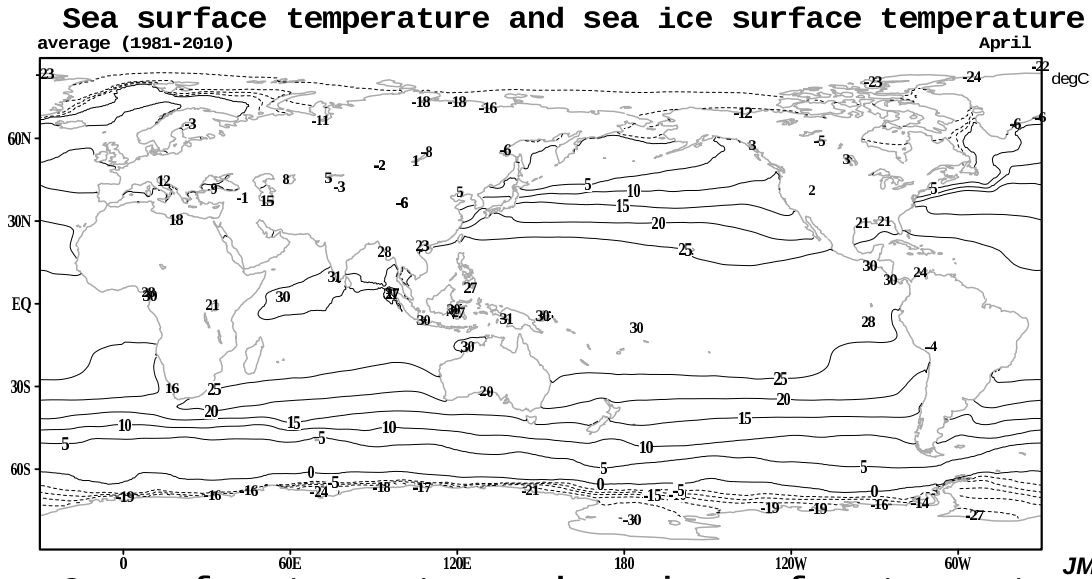 Sea surface temperature and sea ice surface temperature
average (1981-2010) April
-23 -22
-24 degC
-23
-18 -18 -16
-12 -6
-11 -3 -6
60N -5
-8 -6 3
1 -2 3
12 8 5 5 10 5 2 -5
9 -3
-1 15 -6 15
30N 18 20 21 21
23 25
28
31 30 24
28 30 27 30
30 27
EQ 21 30 31 30 28
30 30
30 -4
25
30S 16 25 20 20
20
10 15 10 15
5 5 10
60S 0 5 5
-5 0 -5 0
-19 -16 -16 -24 -18 -17 -21 -15 -19 -19 -16 -14
-30 -27
0 60E 120E 180 120W 60W
JM